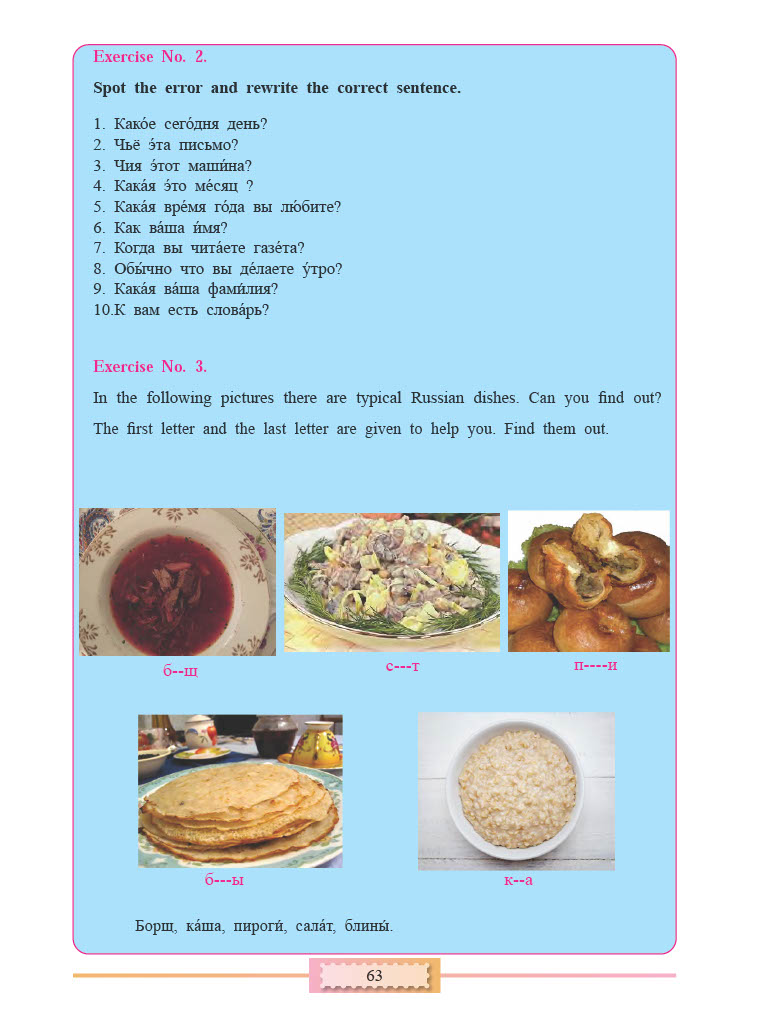 Exercise No. 2.
Spot the error and rewrite the correct sentence.
1. Како́е сего́дня день?
2. Чьё э́та письмо?
3. Чия э́тот маши́на?
4. Кака́я э́то ме́сяц ?
5. Кака́я вре́мя го́да вы лю́бите?
6. Как ва́ша и́мя?
7. Когда вы чита́ете газе́та?
8. Обы́чно что вы де́лаете у́тро?
9. Кака́я ва́ша фами́лия?
10.К вам есть слова́рь?
Exercise No. 3.
In the following pictures there are typical Russian dishes. Can you find out?
The first letter and the last letter are given to help you. Find them out.
б--щ
с---т
п----и
б---ы
к--а
Борщ, ка́ша, пироги́, сала́т, блины́.
63